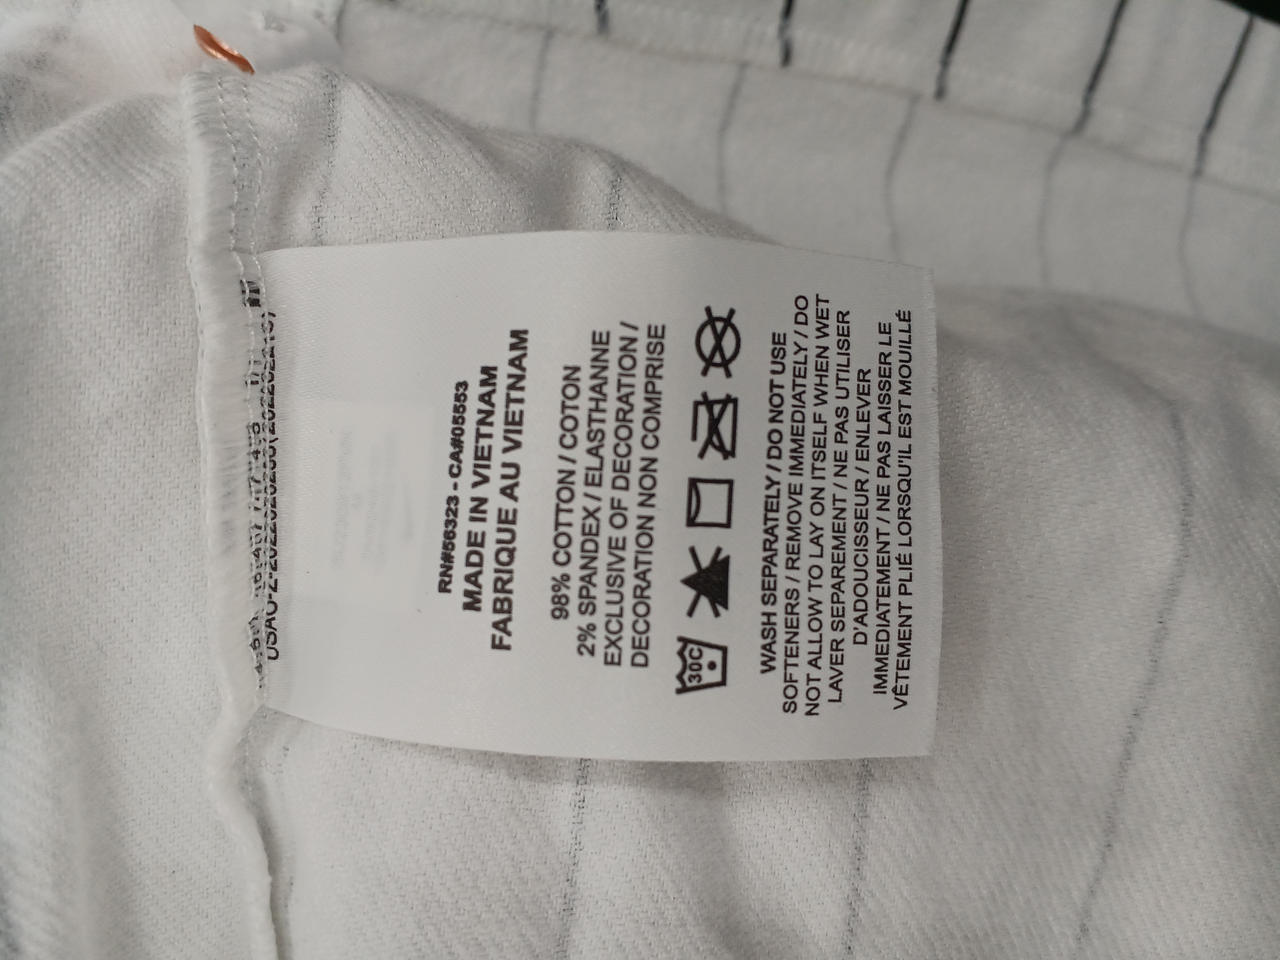 RN#56323 - CA#05553
MADE IN VIETNAM
FABRIQUE AU VIETNAM
98% COTTON / COTON
2% SPANDEX / ELASTHANNE
EXCLUSIVE OF DECORATION /
DECORATION NON COMPRISE
30C
WASH SEPARATELY / DO NOT USE
SOFTENERS / REMOVE IMMEDIATELY / DO
NOT ALLOW TO LAY ON ITSELF WHEN WET
LAVER SEPAREMENT / NE PAS UTILISER
D'ADOUCISSEUR / ENLEVER
IMMEDIATEMENT / NE PAS LAISSER LE
VÊTEMENT PLIÉ LORSQU'IL EST MOUILLÉ